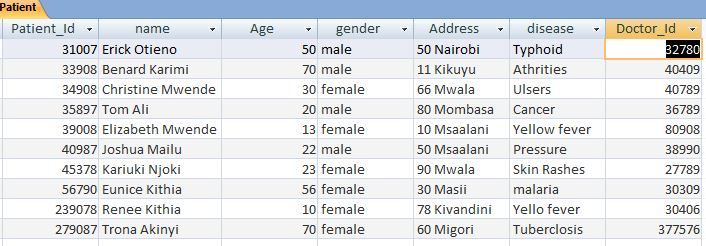 Patient
Patient_Id name Age gender Address disease Doctor_Id
31007 Erick Otieno 50 male 50 Nairobi Typhoid 32780
33908 Benard Karimi 70 male 11 Kikuyu Athrities 40409
34908 Christine Mwende 30 female 66 Mwala Ulsers 40789
35897 Tom Ali 20 male 80 Mombasa Cancer 36789
39008 Elizabeth Mwende 13 female 10 Msaalani Yellow fever 80908
40987 Joshua Mailu 22 male 50 Msaalani Pressure 38990
45378 Kariuki Njoki 23 female 90 Mwala Skin Rashes 27789
56790 Eunice Kithia 56 female 30 Masii malaria 30309
239078 Renee Kithia 10 female 78 Kivandini Yello fever 30406
279087 Trona Akinyi 70 female 60 Migori Tuberclosis 377576